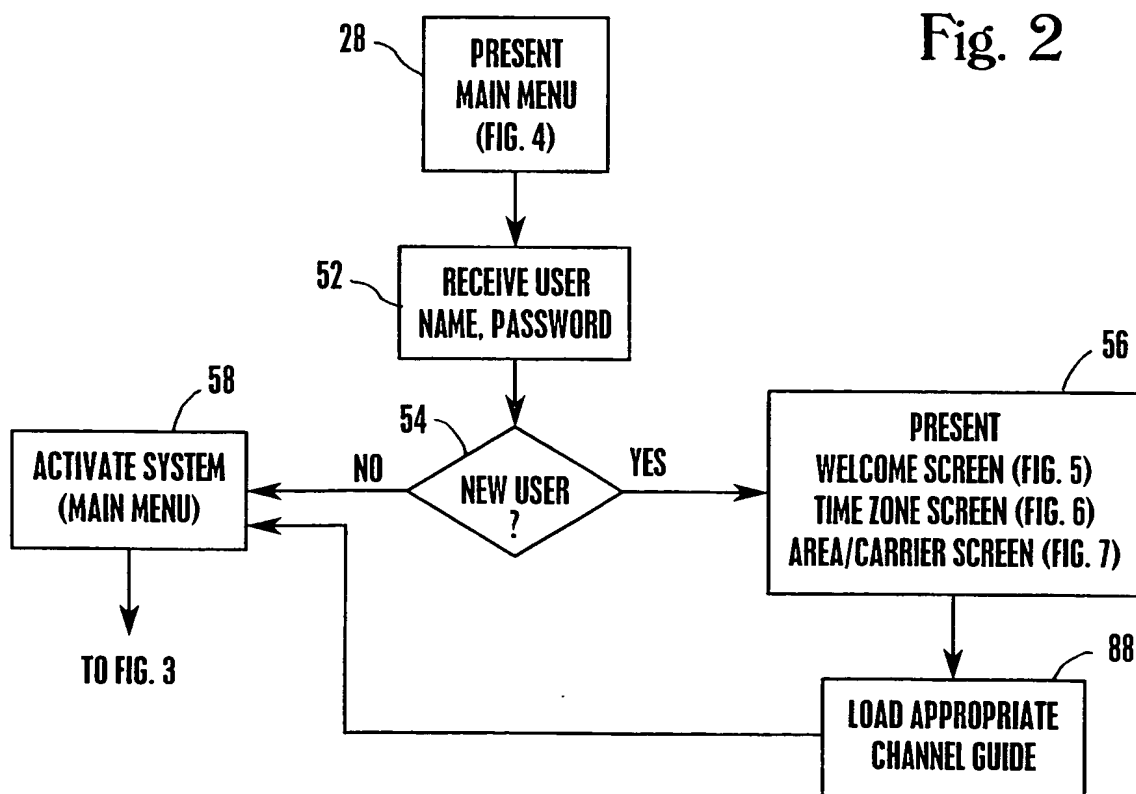 Fig. 2
28
PRESENT
MAIN MENU
(FIG. 4)
52
RECEIVE USER
NAME, PASSWORD
54
NEW USER
?
NO
YES
58
ACTIVATE SYSTEM
(MAIN MENU)
TO FIG. 3
56
PRESENT
WELCOME SCREEN (FIG. 5)
TIME ZONE SCREEN (FIG. 6)
AREA/CARRIER SCREEN (FIG. 7)
88
LOAD APPROPRIATE
CHANNEL GUIDE